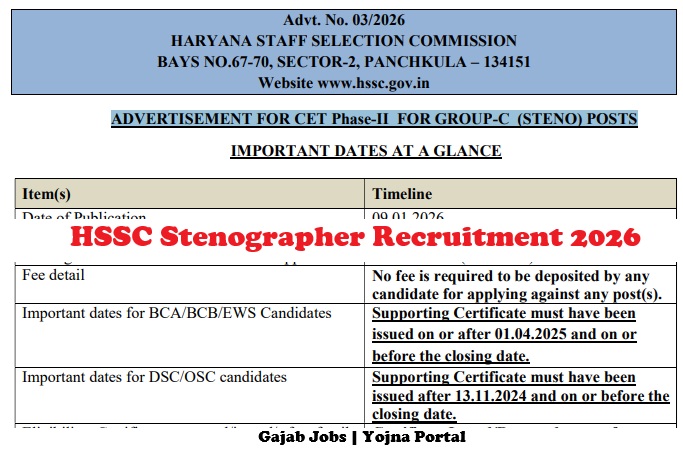 Advt. No. 03/2026
HARYANA STAFF SELECTION COMMISSION
BAYS NO.67-70, SECTOR-2, PANCHKULA – 134151
Website www.hssc.gov.in
ADVERTISEMENT FOR CET Phase-II FOR GROUP-C (STENO) POSTS
IMPORTANT DATES AT A GLANCE
Item(s) Timeline
Date of Publication 09.01.2026
HSSC Stenographer Recruitment 2026
Fee detail No fee is required to be deposited by any
candidate for applying against any post(s).
Important dates for BCA/BCB/EWS Candidates Supporting Certificate must have been
issued on or after 01.04.2025 and on or
before the closing date.
Important dates for DSC/OSC candidates Supporting Certificate must have been
issued after 13.11.2024 and on or before the
closing date.
Gajab Jobs | Yojna Portal